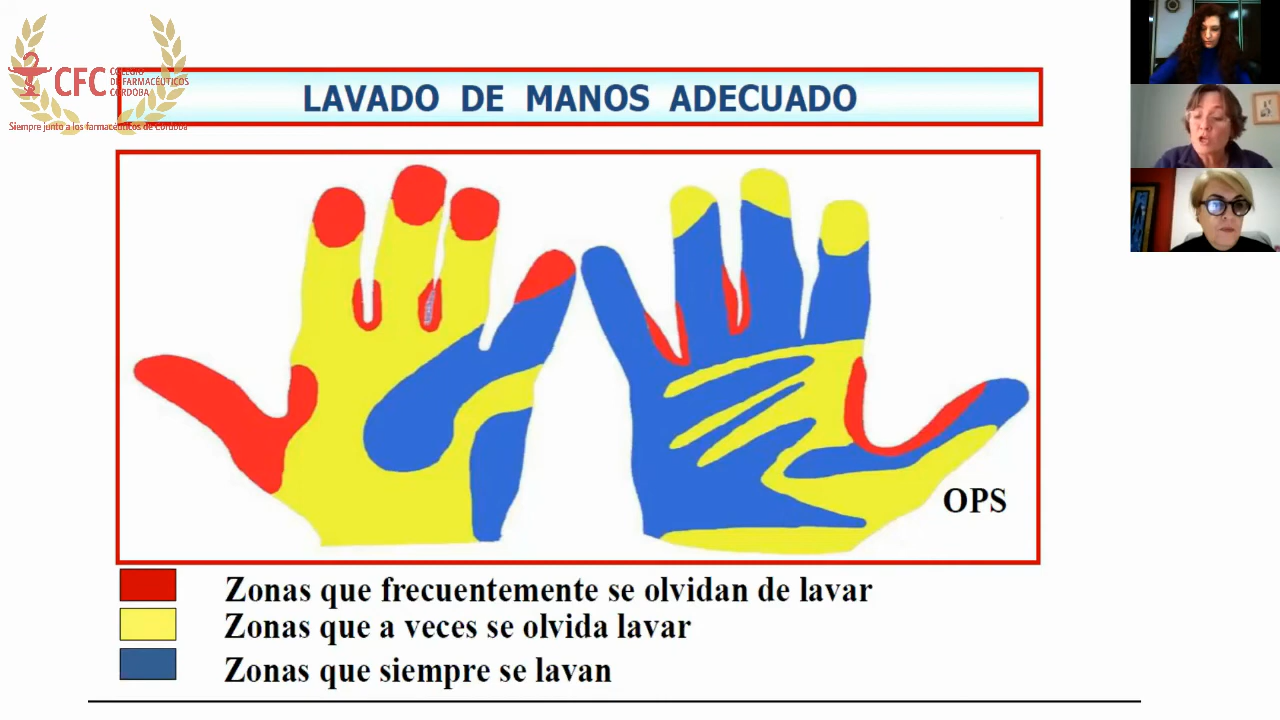 CFC
COLEGIO
DE FARMACÉUTICOS
CÓRDOBA
Siempre junto a los farmacéuticos de Córdoba
LAVADO DE MANOS ADECUADO
OPS
Zonas que frecuentemente se olvidan de lavar
Zonas que a veces se olvida lavar
Zonas que siempre se lavan